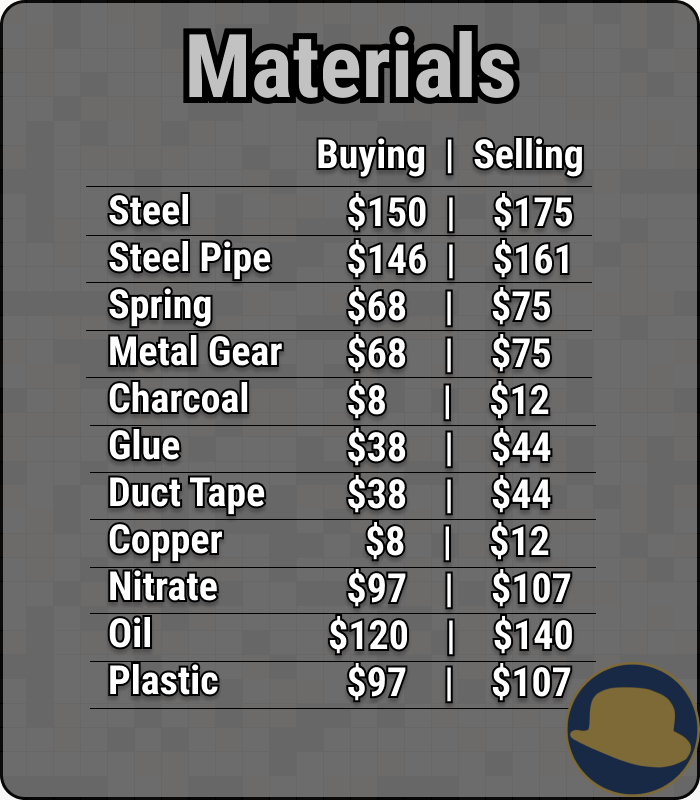 Materials
Buying | Selling
Steel $150 | $175
Steel Pipe $146 | $161
Spring $68 | $75
Metal Gear $68 | $75
Charcoal $8 | $12
Glue $38 | $44
Duct Tape $38 | $44
Copper $8 | $12
Nitrate $97 | $107
Oil $120 | $140
Plastic $97 | $107